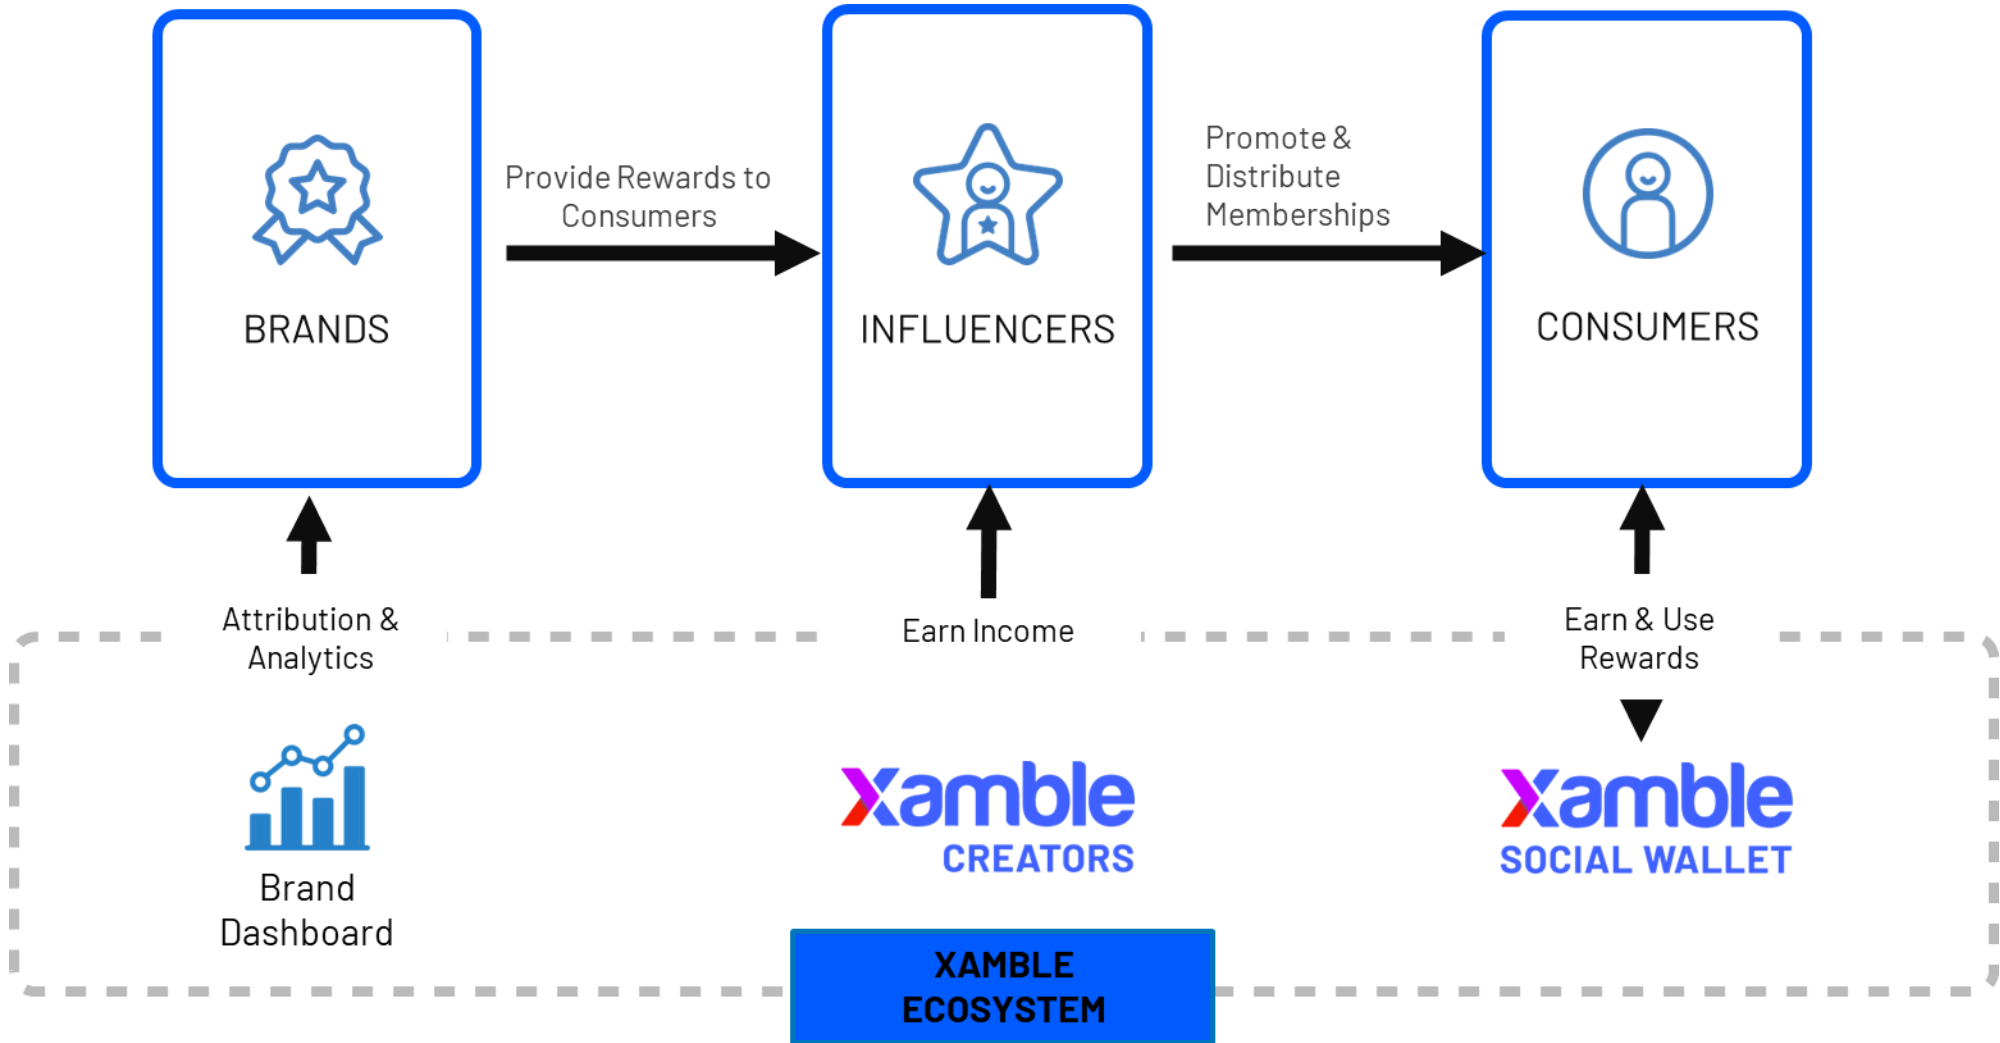 BRANDS
Provide Rewards to
Consumers
INFLUENCERS
Promote &
Distribute
Memberships
CONSUMERS
Attribution &
Analytics
Earn Income
Earn & Use
Rewards
Brand
Dashboard
xamble
CREATORS
xamble
SOCIAL WALLET
XAMBLE
ECOSYSTEM